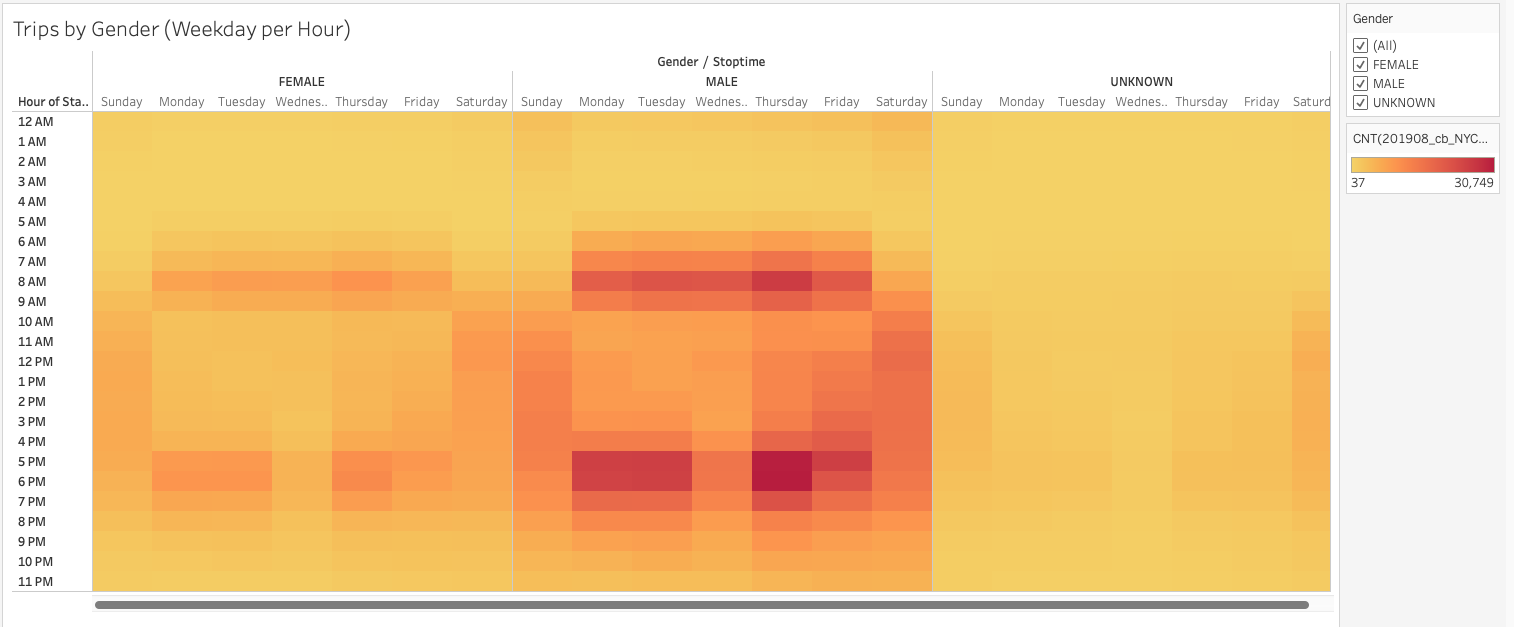 Trips by Gender (Weekday per Hour)
Gender / Stoptime
FEMALE MALE UNKNOWN
Hour of Sta.. Sunday Monday Tuesday Wednes.. Thursday Friday Saturday Sunday Monday Tuesday Wednes.. Thursday Friday Saturday Sunday Monday Tuesday Wednes.. Thursday Friday Saturd
12 AM
1 AM
2 AM
3 AM
4 AM
5 AM
6 AM
7 AM
8 AM
9 AM
10 AM
11 AM
12 PM
1 PM
2 PM
3 PM
4 PM
5 PM
6 PM
7 PM
8 PM
9 PM
10 PM
11 PM
Gender
(All)
FEMALE
MALE
UNKNOWN
CNT(201908_cb_NYC...
37 30,749